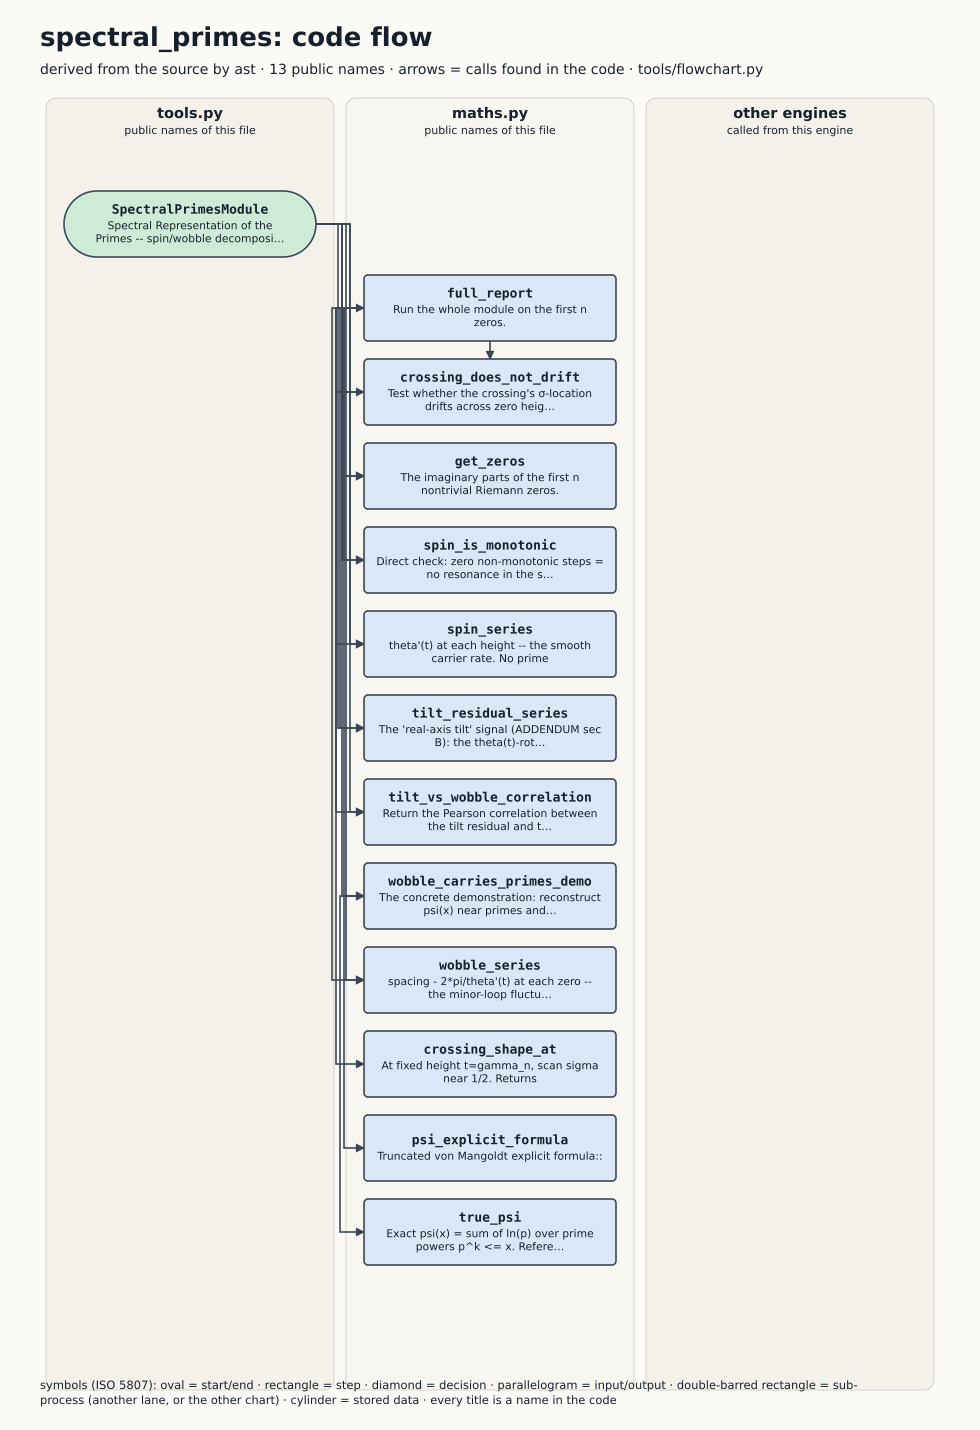 spectral_primes: code flow
derived from the source by ast · 13 public names · arrows = calls found in the code · tools/flowchart.py
tools.py
public names of this file
maths.py
public names of this file
other engines
called from this engine
SpectralPrimesModule
Spectral Representation of the
Primes -- spin/wobble decomposi…
full_report
Run the whole module on the first n
zeros.
crossing_does_not_drift
Test whether the crossing's σ-location
drifts across zero heig…
get_zeros
The imaginary parts of the first n
nontrivial Riemann zeros.
spin_is_monotonic
Direct check: zero non-monotonic steps =
no resonance in the s…
spin_series
theta'(t) at each height -- the smooth
carrier rate. No prime
tilt_residual_series
The 'real-axis tilt' signal (ADDENDUM sec
B): the theta(t)-rot…
tilt_vs_wobble_correlation
Return the Pearson correlation between
the tilt residual and t…
wobble_carries_primes_demo
The concrete demonstration: reconstruct
psi(x) near primes and…
wobble_series
spacing - 2*pi/theta'(t) at each zero --
the minor-loop fluctu…
crossing_shape_at
At fixed height t=gamma_n, scan sigma
near 1/2. Returns
psi_explicit_formula
Truncated von Mangoldt explicit formula::
true_psi
Exact psi(x) = sum of ln(p) over prime
powers p^k <= x. Refere…
symbols (ISO 5807): oval = start/end · rectangle = step · diamond = decision · parallelogram = input/output · double-barred rectangle = sub-
process (another lane, or the other chart) · cylinder = stored data · every title is a name in the code